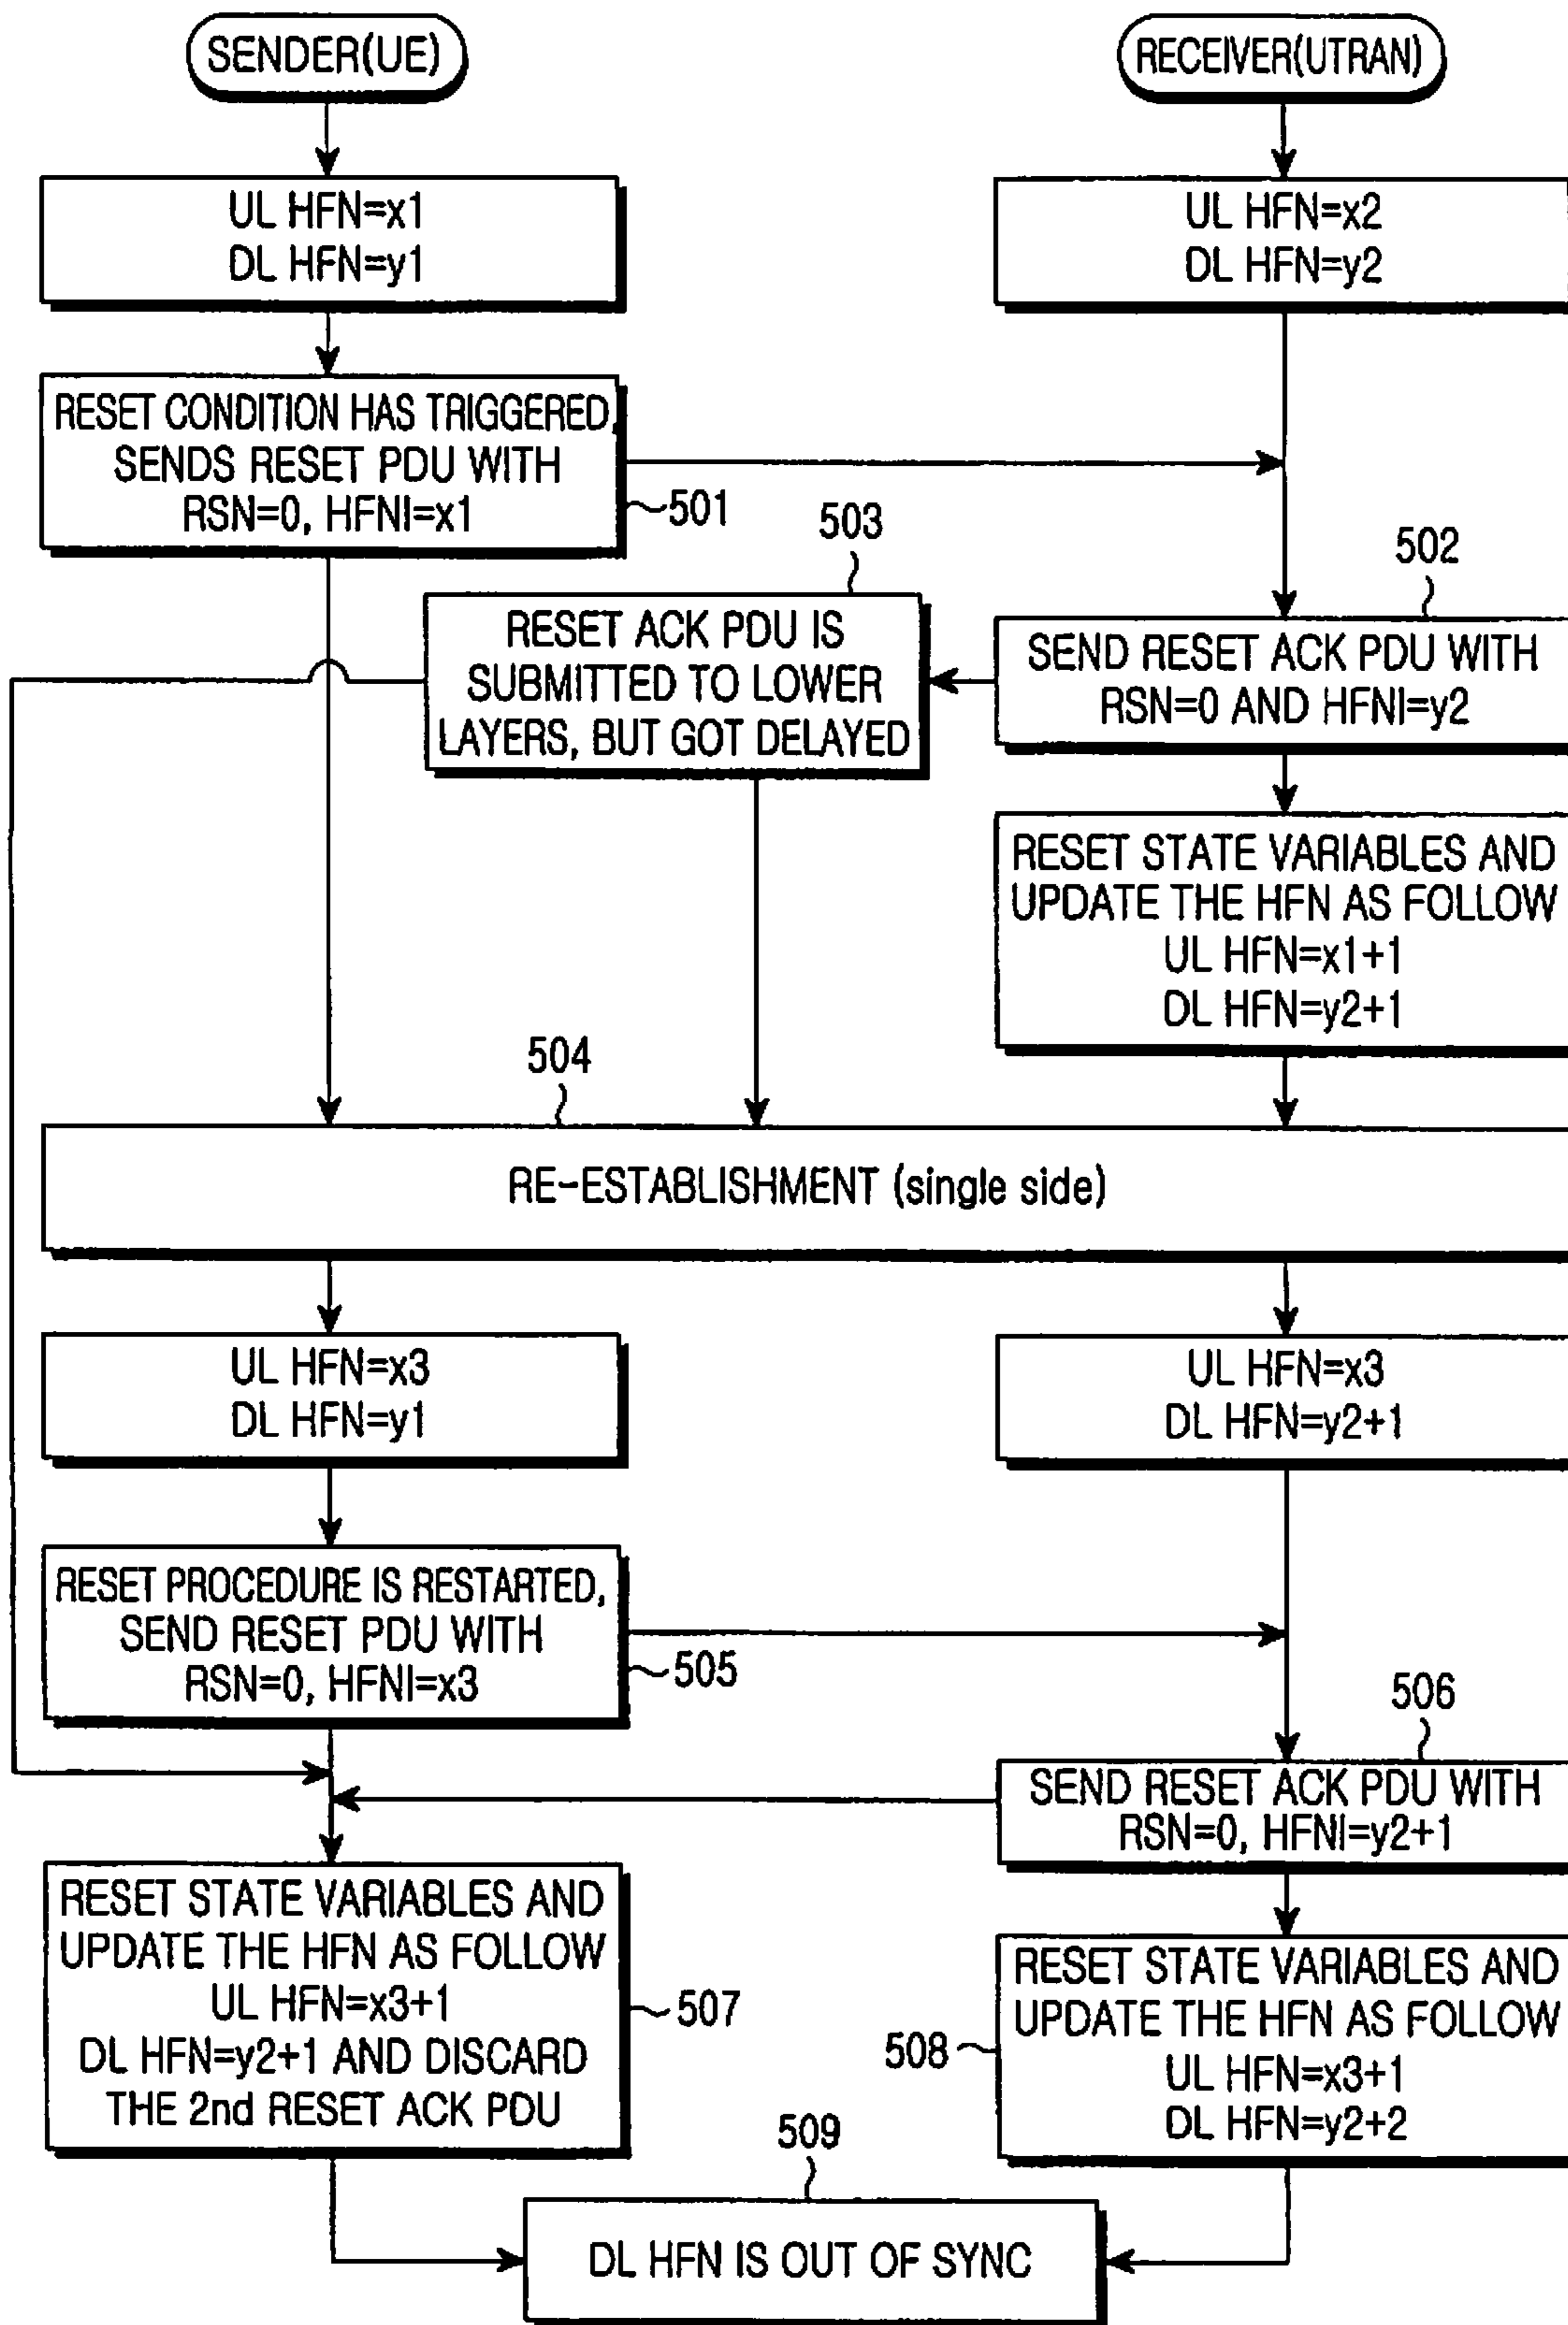 SENDER(UE)
RECEIVER(UTRAN)
UL HFN=x1
DL HFN=y1
UL HFN=x2
DL HFN=y2
RESET CONDITION HAS TRIGGERED,
SENDS RESET PDU WITH
RSN=0, HFNI=x1
501
503
502
RESET ACK PDU IS
SUBMITTED TO LOWER
LAYERS, BUT GOT DELAYED
SEND RESET ACK PDU WITH
RSN=0 AND HFNI=y2
RESET STATE VARIABLES AND
UPDATE THE HFN AS FOLLOW
UL HFN=x1+1
DL HFN=y2+1
504
RE-ESTABLISHMENT (single side)
UL HFN=x3
DL HFN=y1
UL HFN=x3
DL HFN=y2+1
RESET PROCEDURE IS RESTARTED,
SEND RESET PDU WITH
RSN=0, HFNI=x3
505
506
SEND RESET ACK PDU WITH
RSN=0, HFNI=y2+1
RESET STATE VARIABLES AND
UPDATE THE HFN AS FOLLOW
UL HFN=x3+1
DL HFN=y2+1 AND DISCARD
THE 2nd RESET ACK PDU
507
508
RESET STATE VARIABLES AND
UPDATE THE HFN AS FOLLOW
UL HFN=x3+1
DL HFN=y2+2
509
DL HFN IS OUT OF SYNC